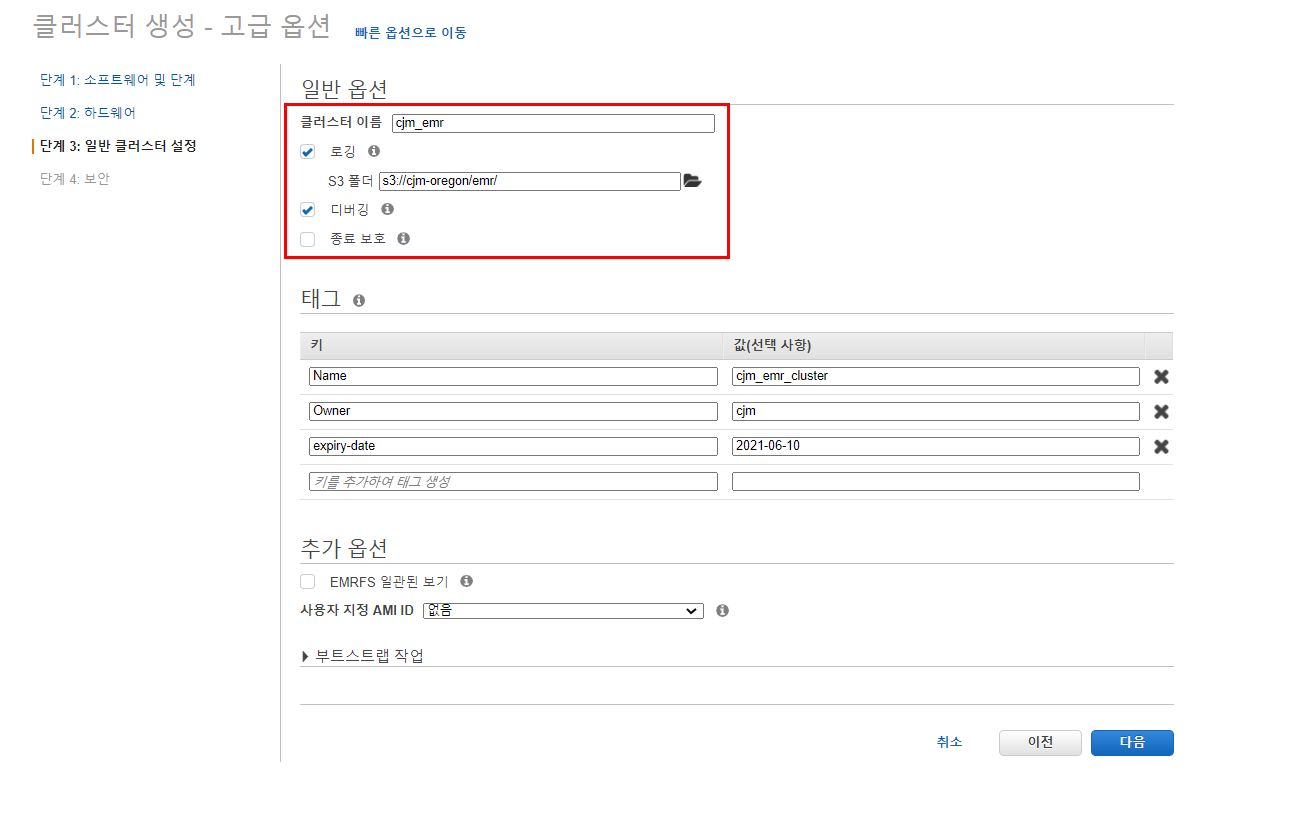 클러스터 생성 - 고급 옵션 빠른 옵션으로 이동
단계 1: 소프트웨어 및 단계
단계 2: 하드웨어
단계 3: 일반 클러스터 설정
단계 4: 보안
일반 옵션
클러스터 이름 cjm_emr
로깅
S3 폴더 s3://cjm-oregon/emr/
디버깅
종료 보호
태그
키 값(선택 사항)
Name cjm_emr_cluster
Owner cjm
expiry-date 2021-06-10
키를 추가하여 태그 생성
추가 옵션
EMRFS 일관된 보기
사용자 지정 AMI ID 없음
부트스트랩 작업
취소 이전 다음